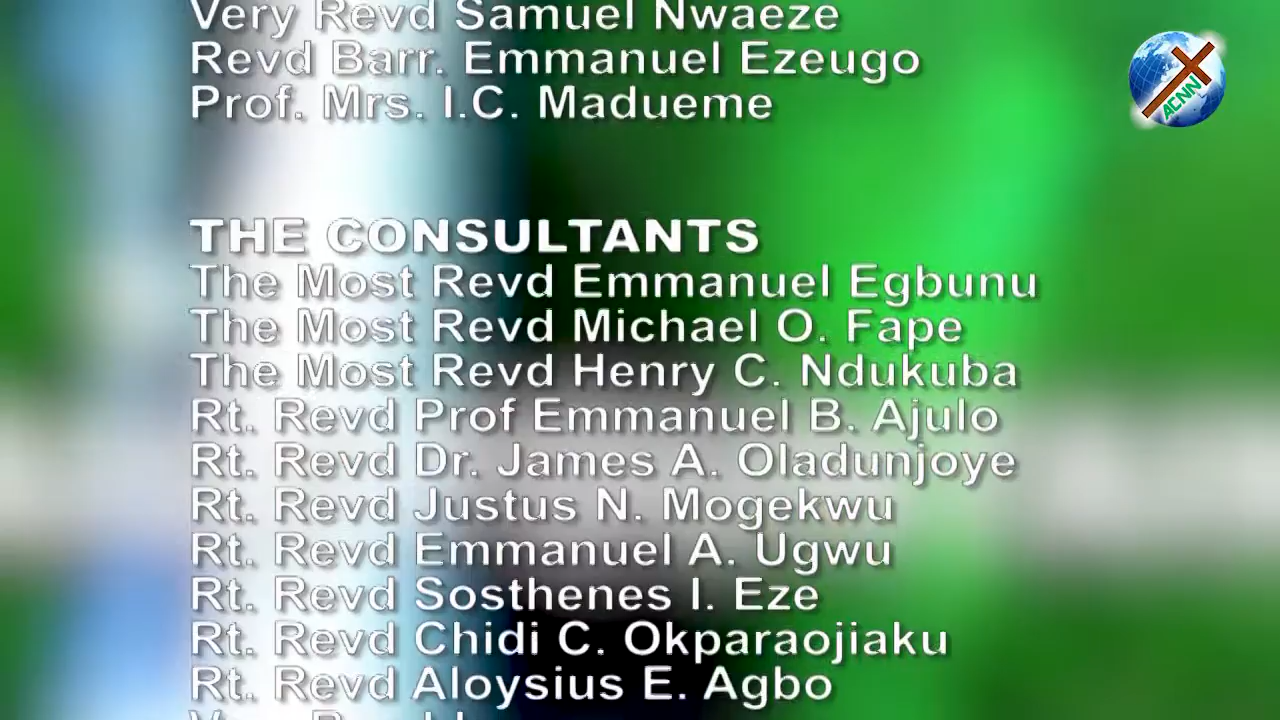 Very Revd Samuel Nwaeze
Revd Barr. Emmanuel Ezeugo
Prof. Mrs. I.C. Madueme
ACNN
THE CONSULTANTS
The Most Revd Emmanuel Egbunu
The Most Revd Michael O. Fape
The Most Revd Henry C. Ndukuba
Rt. Revd Prof Emmanuel B. Ajulo
Rt. Revd Dr. James A. Oladunjoye
Rt. Revd Justus N. Mogekwu
Rt. Revd Emmanuel A. Ugwu
Rt. Revd Sosthenes I. Eze
Rt. Revd Chidi C. Okparaojiaku
Rt. Revd Aloysius E. Agbo